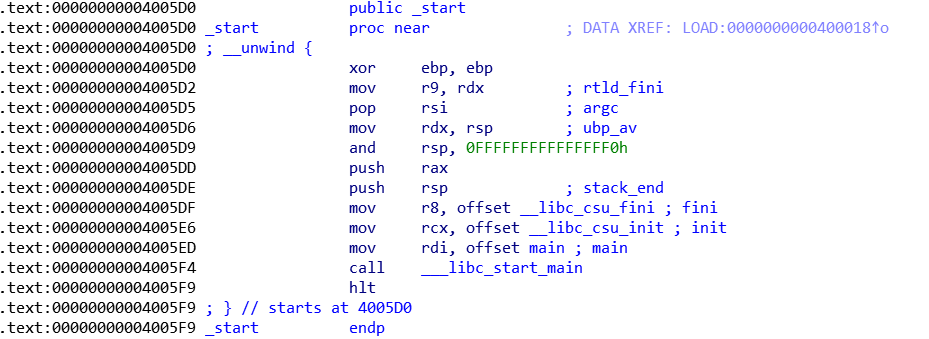 .text:00000000004005D0 public _start
.text:00000000004005D0 _start proc near ; DATA XREF: LOAD:0000000000400018↑o
.text:00000000004005D0 ; __unwind {
.text:00000000004005D0 xor ebp, ebp
.text:00000000004005D2 mov r9, rdx ; rtld_fini
.text:00000000004005D5 pop rsi ; argc
.text:00000000004005D6 mov rdx, rsp ; ubp_av
.text:00000000004005D9 and rsp, 0FFFFFFFFFFFFFFF0h
.text:00000000004005DD push rax
.text:00000000004005DE push rsp ; stack_end
.text:00000000004005DF mov r8, offset __libc_csu_fini ; fini
.text:00000000004005E6 mov rcx, offset __libc_csu_init ; init
.text:00000000004005ED mov rdi, offset main ; main
.text:00000000004005F4 call ___libc_start_main
.text:00000000004005F9 hlt
.text:00000000004005F9 ; } // starts at 4005D0
.text:00000000004005F9 _start endp